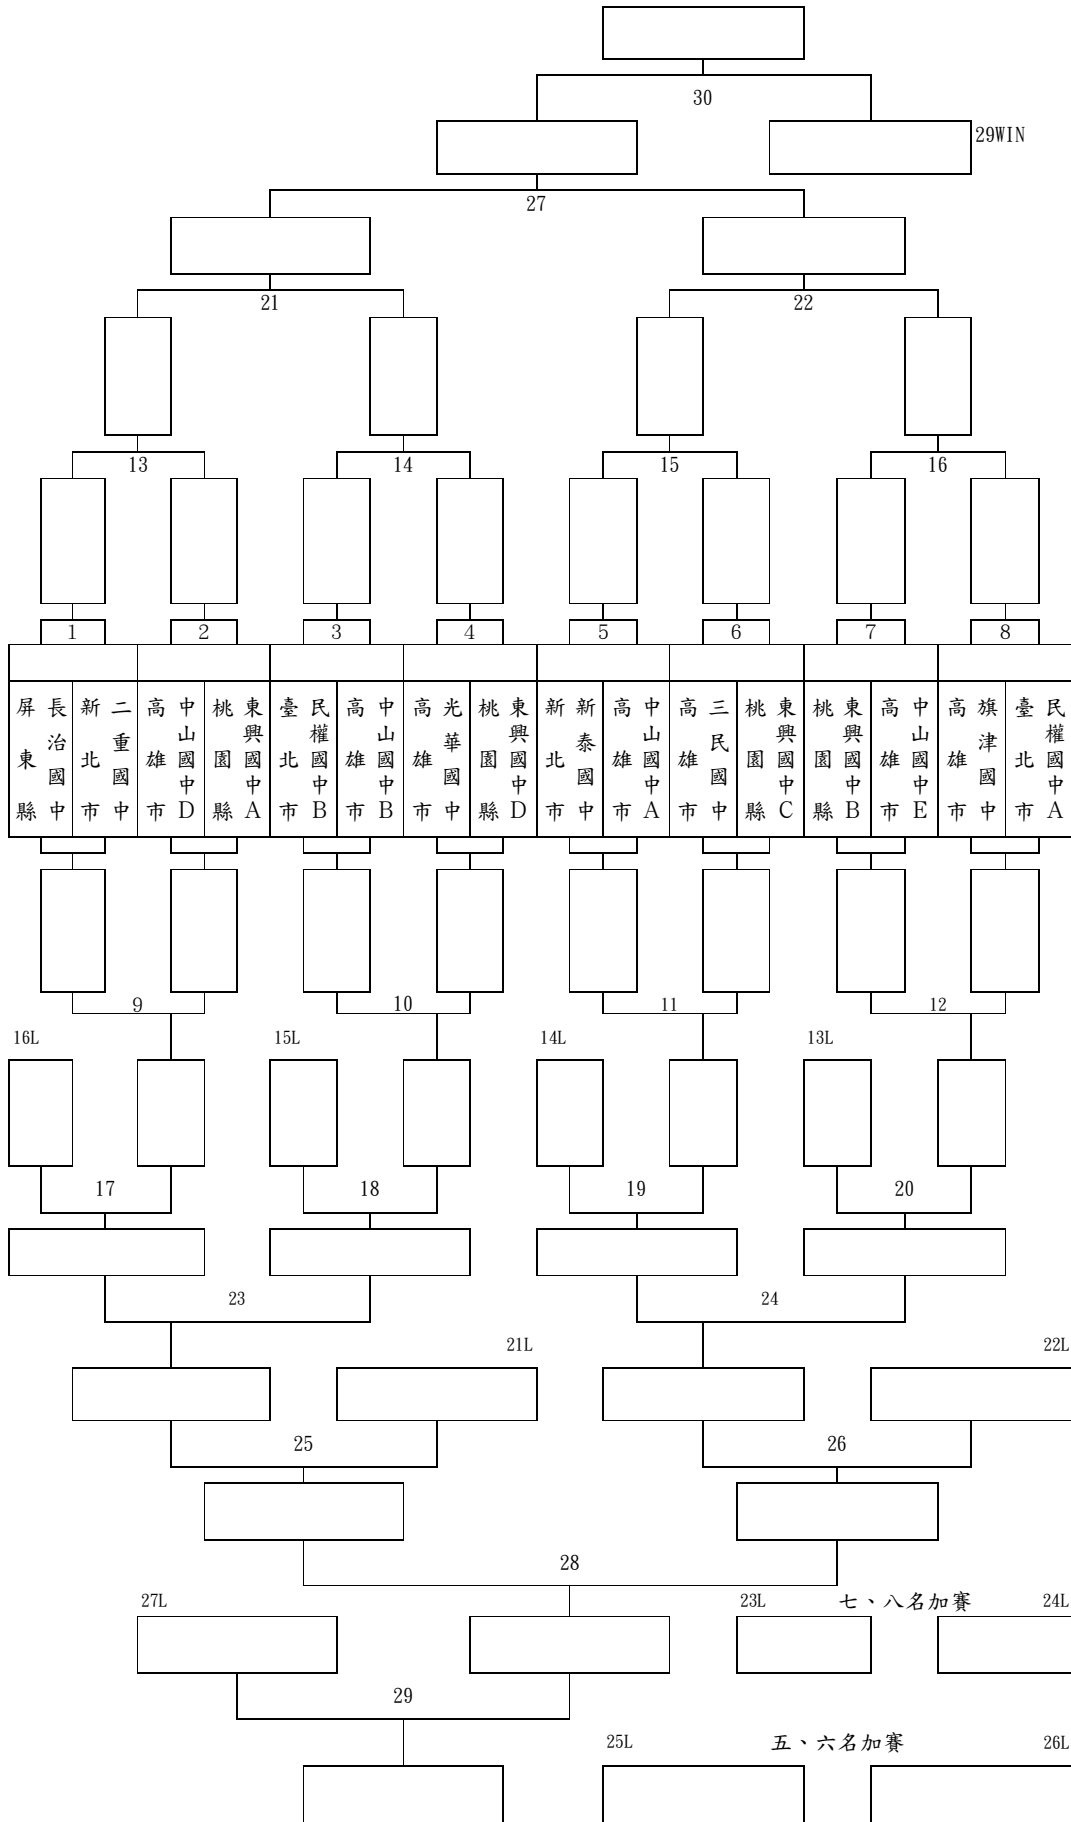 30
29WIN
27
21 22
13 14 15 16
1 2 3 4 5 6 7 8
屏東縣 長治國中
新北市 二重國中
高雄市 中山國中D
桃園縣 東興國中A
臺北市 民權國中B
高雄市 中山國中B
高雄市 光華國中
桃園縣 東興國中D
新北市 新泰國中
高雄市 中山國中A
高雄市 三民國中
桃園縣 東興國中C
桃園縣 東興國中B
高雄市 中山國中E
高雄市 旗津國中
臺北市 民權國中A
9 10 11 12
16L 15L 14L 13L
17 18 19 20
23 24
21L 22L
25 26
28
27L 23L 七、八名加賽 24L
29
25L 五、六名加賽 26L